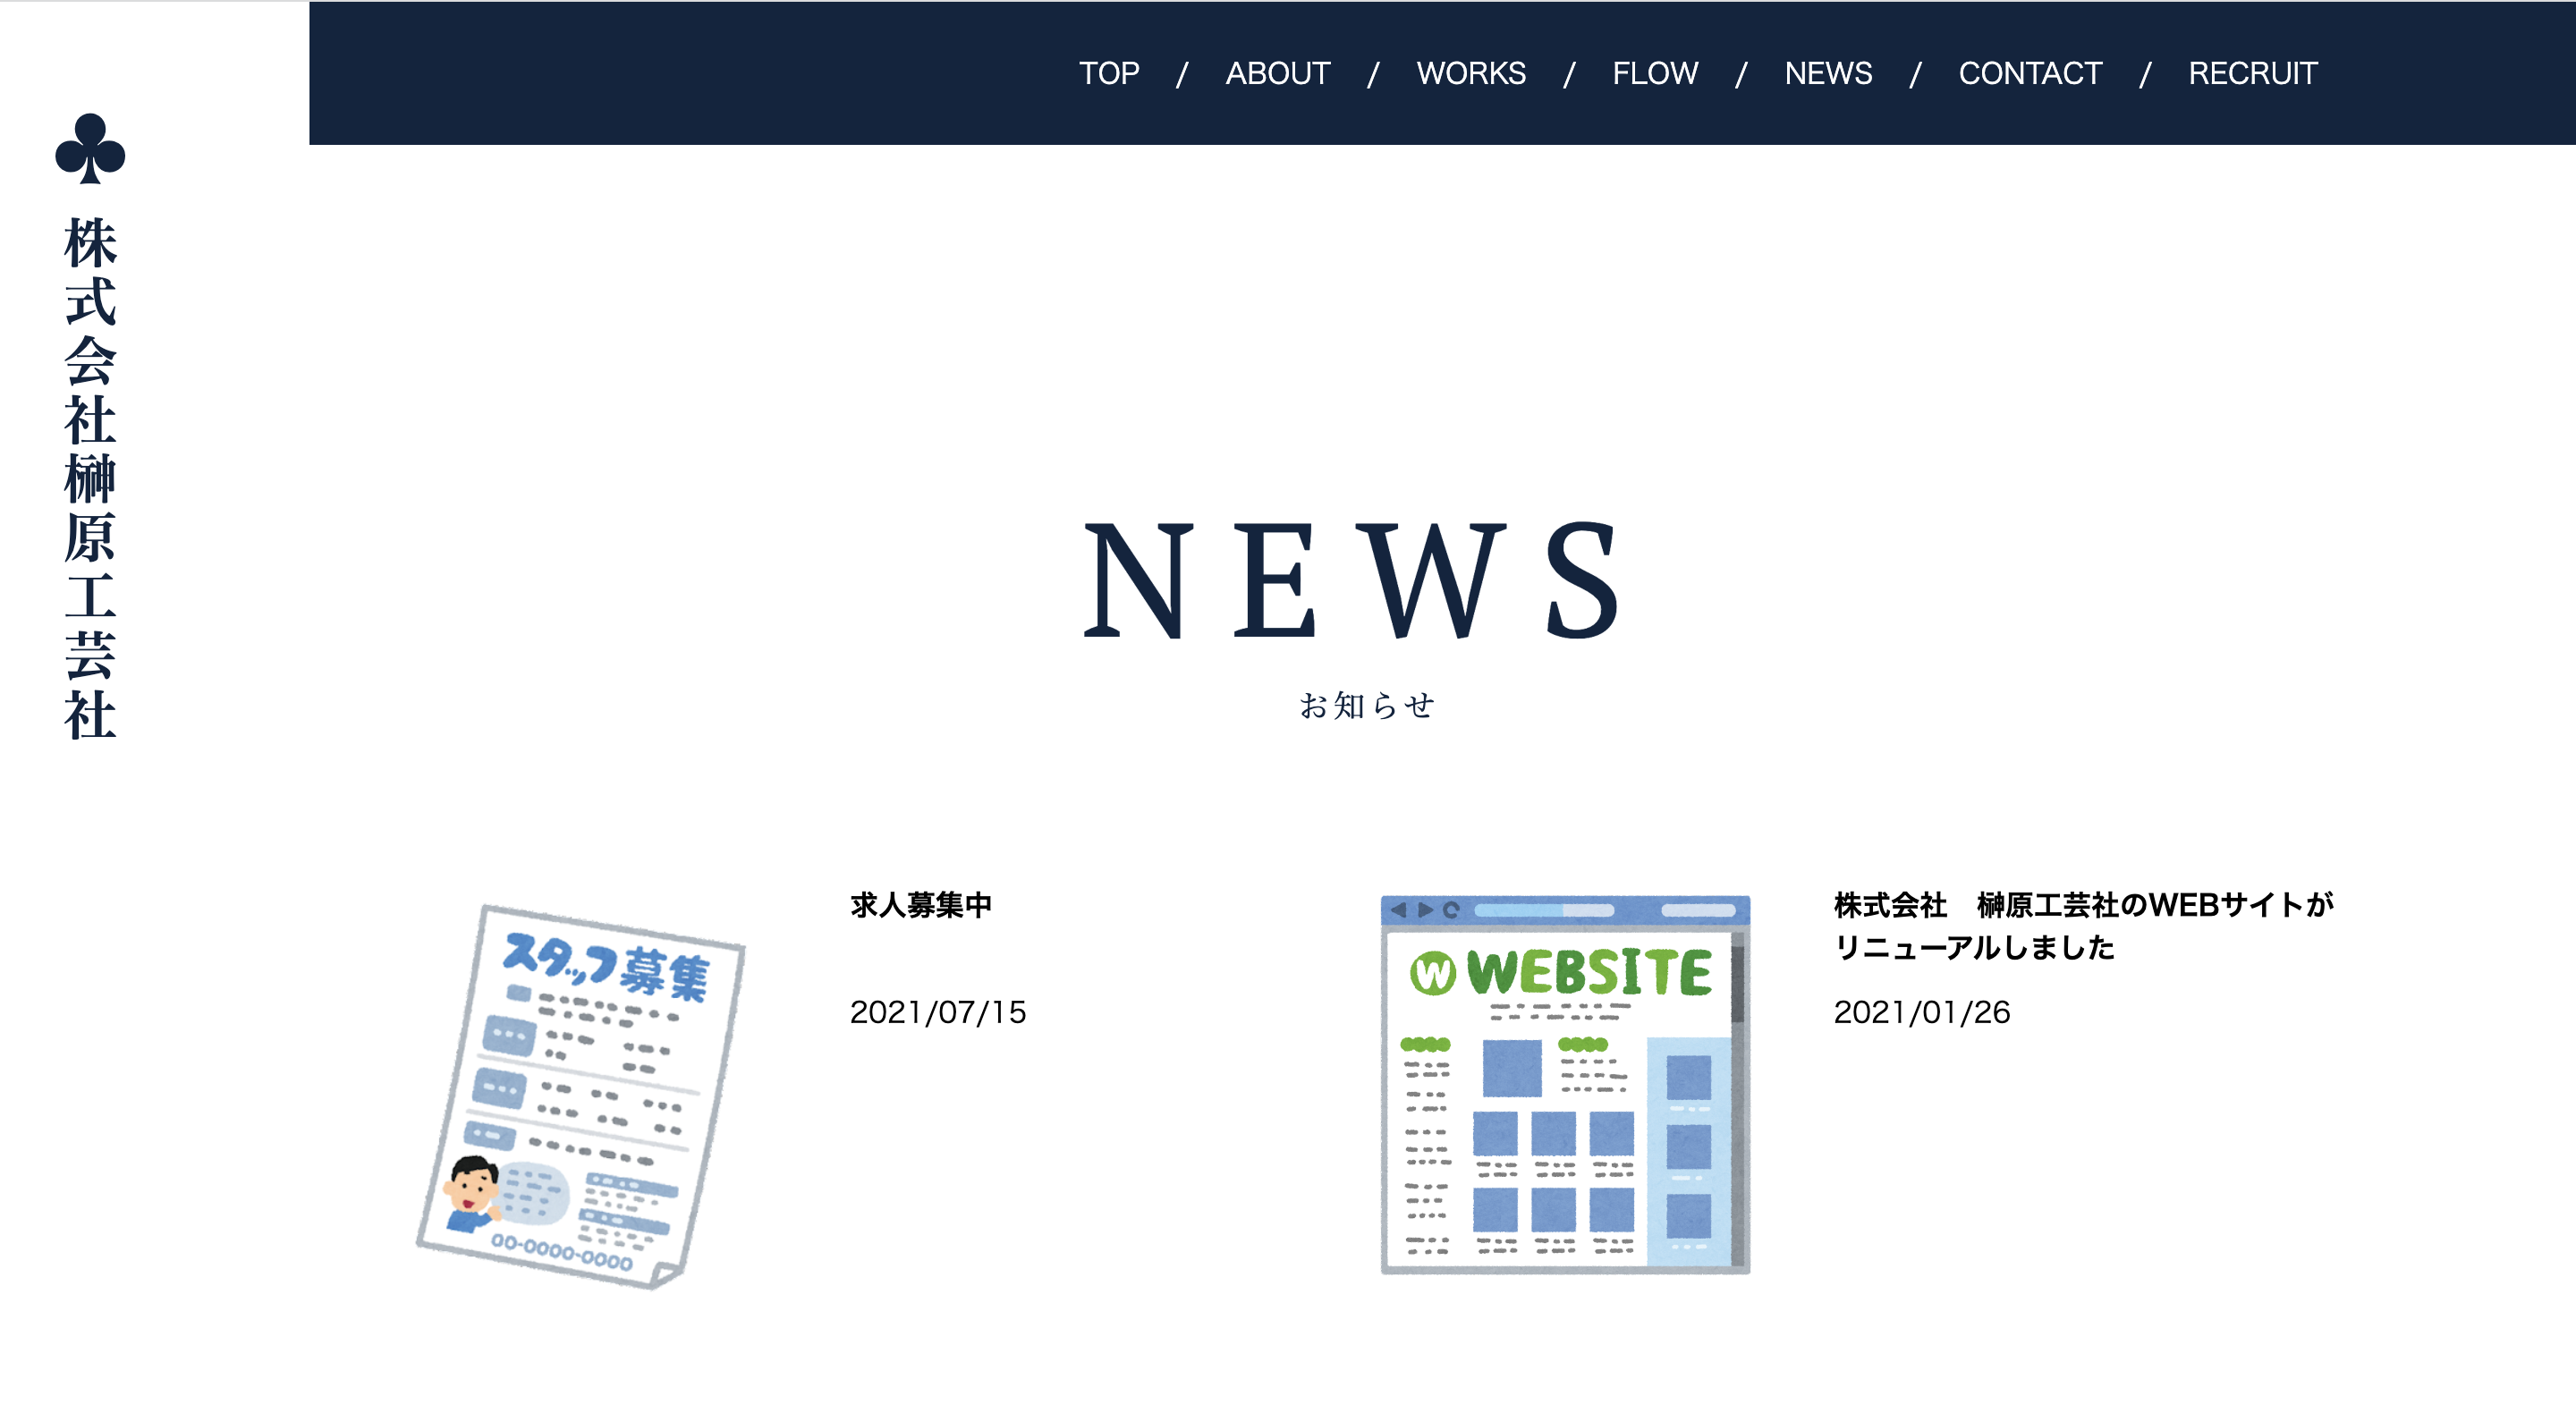 TOP / ABOUT / WORKS / FLOW / NEWS / CONTACT / RECRUIT
株式会社榊原工芸社
NEWS
お知らせ
スタッフ募集
00-0000-0000
求人募集中
2021/07/15
W WEBSITE
株式会社　榊原工芸社のWEBサイトが
リニューアルしました
2021/01/26